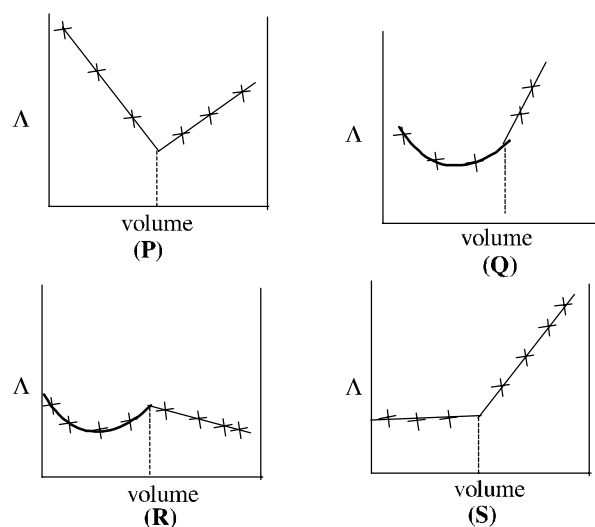 Λ
volume
(P)
Λ
volume
(Q)
Λ
volume
(R)
Λ
volume
(S)